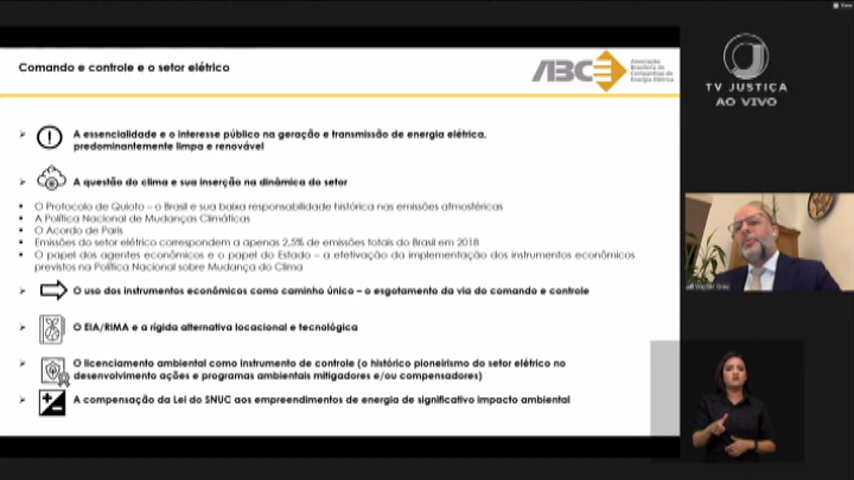 View
Comando e controle e o setor elétrico
ABCE
Associação
Brasileira de
Companhias de
Energia Elétrica
TV JUSTIÇA
AO VIVO
A essencialidade e o interesse público na geração e transmissão de energia elétrica,
predominantemente limpa e renovável
A questão do clima e sua inserção na dinâmica do setor
• O Protocolo de Quioto – o Brasil e sua baixa responsabilidade histórica nas emissões atmosféricas
• A Política Nacional de Mudanças Climáticas
• O Acordo de Paris
• Emissões do setor elétrico correspondem a apenas 2,5% de emissões totais do Brasil em 2018
• O papel dos agentes econômicos e o papel do Estado – a efetivação da implementação dos instrumentos econômicos
previstos na Política Nacional sobre Mudança do Clima
O uso dos instrumentos econômicos como caminho único – o esgotamento da via do comando e controle
O EIA/RIMA e a rígida alternativa locacional e tecnológica
O licenciamento ambiental como instrumento de controle (o histórico pioneirismo do setor elétrico no
desenvolvimento ações e programas ambientais mitigadores e/ou compensadores)
A compensação da Lei do SNUC aos empreendimentos de energia de significativo impacto ambiental